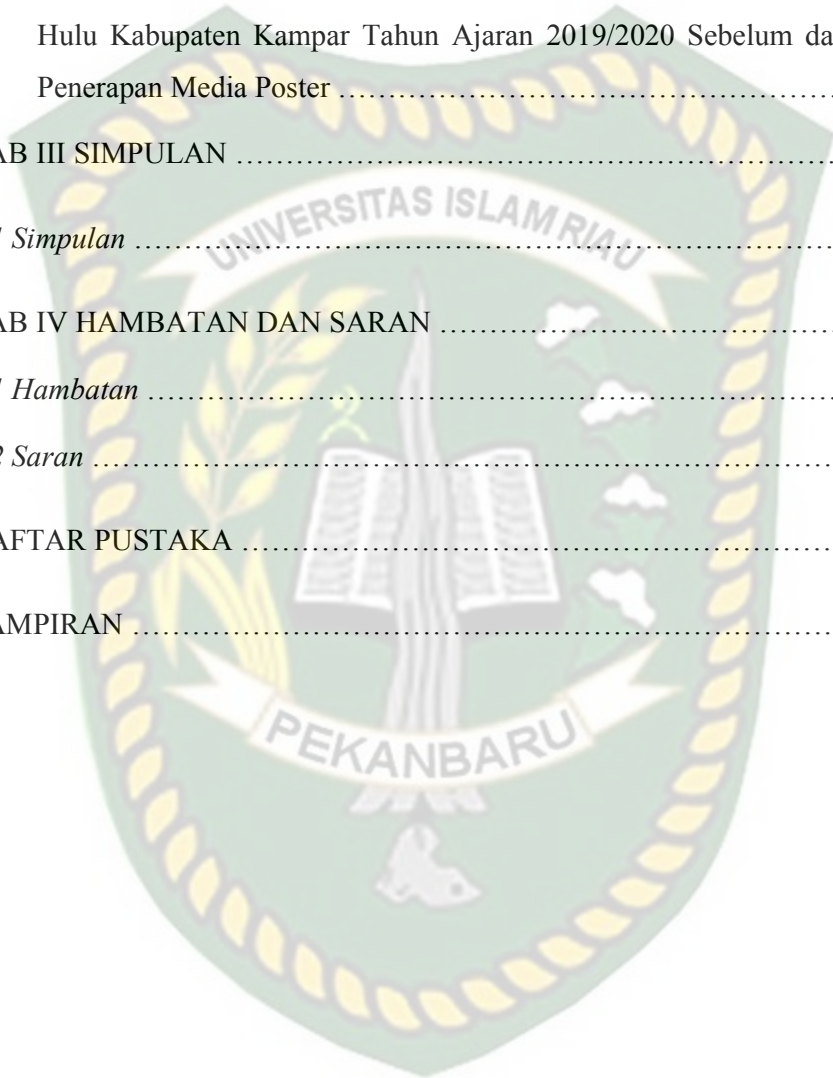 Hulu Kabupaten Kampar Tahun Ajaran 2019/2020 Sebelum da
Penerapan Media Poster ……………………………………………
AB III SIMPULAN ……………………………………………………
UNIVERSITAS ISLAM RIAU
Simpulan ………………………………………………………………
AB IV HAMBATAN DAN SARAN ………………………………………
Hambatan ……………………………………………………………
Saran …………………………………………………………………
AFTAR PUSTAKA ……………………………………………………
AMPIRAN ……………………………………………………………
PEKANBARU